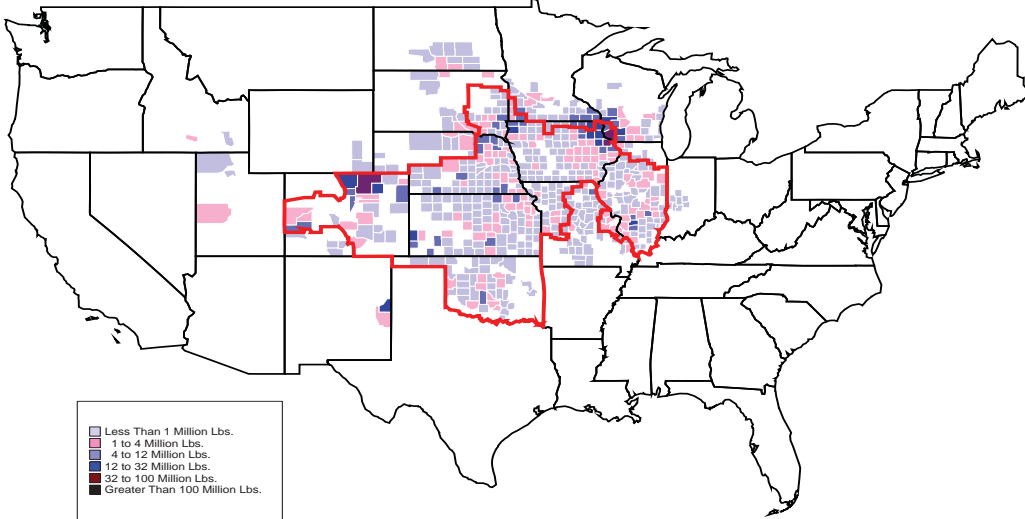 Less Than 1 Million Lbs.
1 to 4 Million Lbs.
4 to 12 Million Lbs.
12 to 32 Million Lbs.
32 to 100 Million Lbs.
Greater Than 100 Million Lbs.